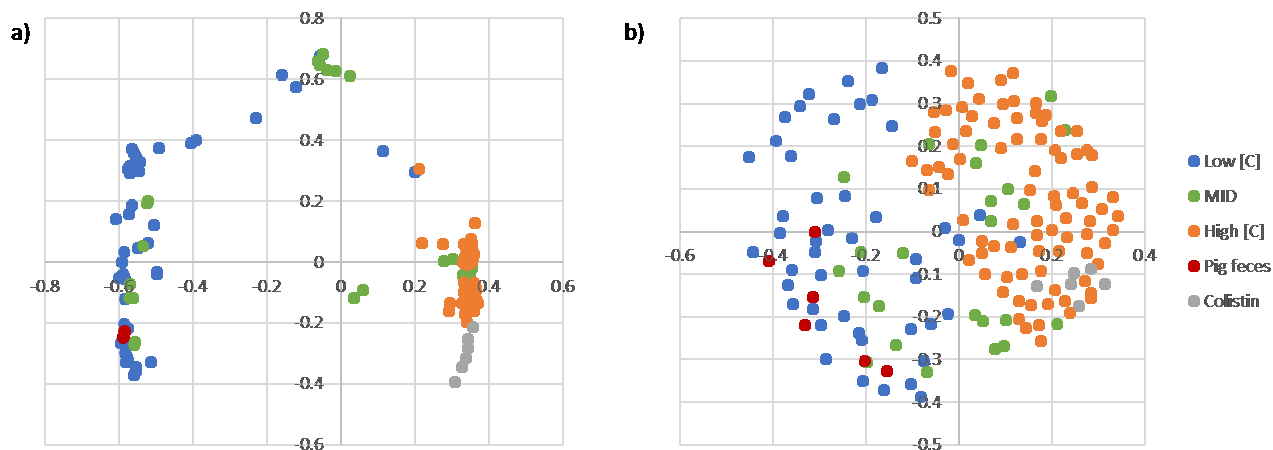 a)
0.8
0.6
0.4
0.2
0
-0.2
-0.4
-0.6
-0.8 -0.6 -0.4 -0.2 0 0.2 0.4 0.6
b)
0.5
0.4
0.3
0.2
0.1
0
-0.1
-0.2
-0.3
-0.4
-0.5
-0.6 -0.4 -0.2 0 0.2 0.4
Low [C]
MID
High [C]
Pig feces
Colistin